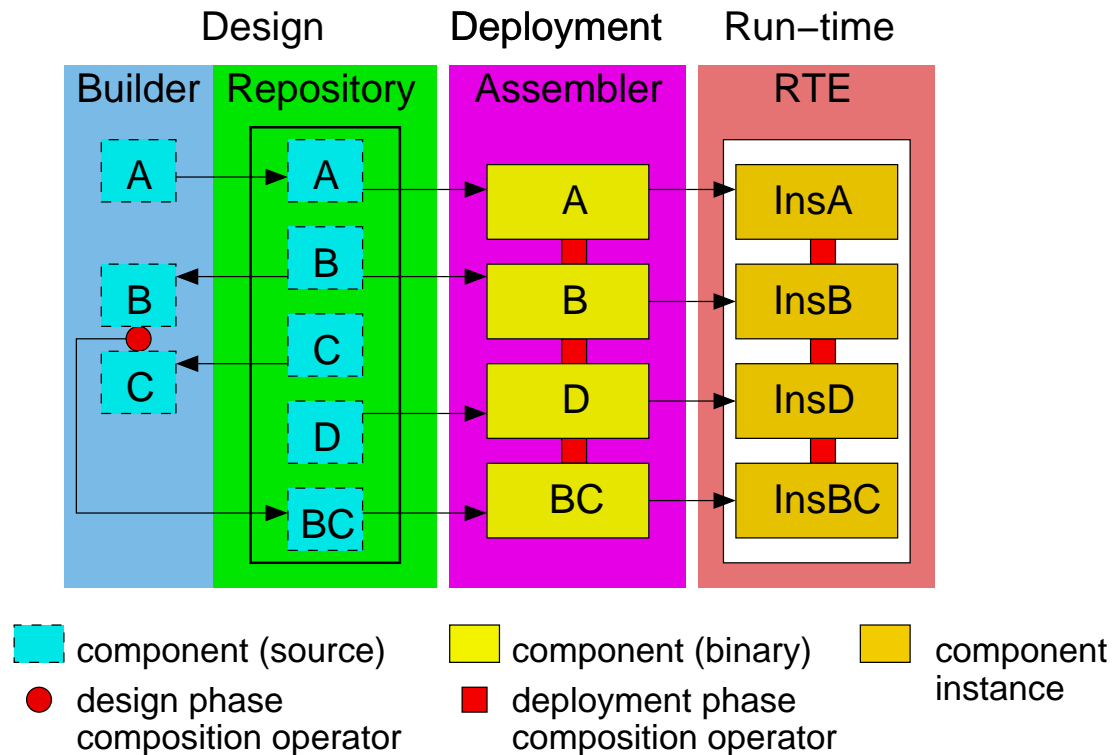 Design
Deployment
Run−time
Builder
Repository
Assembler
RTE
A
A
A
InsA
B
B
B
InsB
C
C
D
D
InsD
BC
BC
InsBC
component (source)
component (binary)
component
instance
design phase
composition operator
deployment phase
composition operator